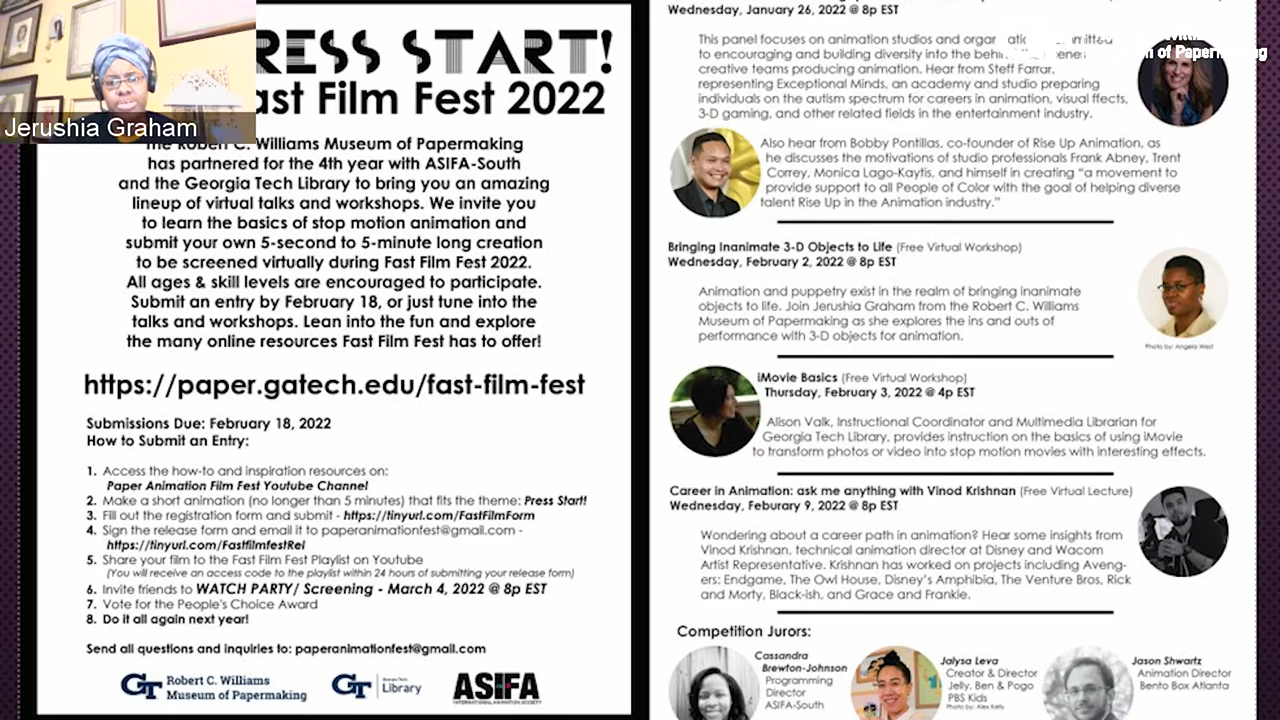 RESS START!
ast Film Fest 2022
Jerushia Graham
The Robert C. Williams Museum of Papermaking
has partnered for the 4th year with ASIFA-South
and the Georgia Tech Library to bring you an amazing
lineup of virtual talks and workshops. We invite you
to learn the basics of stop motion animation and
submit your own 5-second to 5-minute long creation
to be screened virtually during Fast Film Fest 2022.
All ages & skill levels are encouraged to participate.
Submit an entry by February 18, or just tune into the
talks and workshops. Lean into the fun and explore
the many online resources Fast Film Fest has to offer!
https://paper.gatech.edu/fast-film-fest
Submissions Due: February 18, 2022
How to Submit an Entry:
1. Access the how-to and inspiration resources on:
Paper Animation Film Fest Youtube Channel
2. Make a short animation (no longer than 5 minutes) that fits the theme: Press Start!
3. Fill out the registration form and submit - https://tinyurl.com/FastFilmForm
4. Sign the release form and email it to paperanimationfest@gmail.com -
https://tinyurl.com/FastfilmfestRel
5. Share your film to the Fast Film Fest Playlist on Youtube
(You will receive an access code to the playlist within 24 hours of submitting your release form)
6. Invite friends to WATCH PARTY/ Screening - March 4, 2022 @ 8p EST
7. Vote for the People's Choice Award
8. Do it all again next year!
Send all questions and inquiries to: paperanimationfest@gmail.com
GT Robert C. Williams
Museum of Papermaking
GT Georgia Tech
Library
ASIFA
INTERNATIONAL ANIMATION SOCIETY
Wednesday, January 26, 2022 @ 8p EST
m of Papermaking
This panel focuses on animation studios and
to encouraging and building diversity into the
creative teams producing animation. Hear from Steff Farrar,
representing Exceptional Minds, an academy and studio preparing
individuals on the autism spectrum for careers in animation, visual ffects,
3-D gaming, and other related fields in the entertainment industry.
Also hear from Bobby Pontillas, co-founder of Rise Up Animation, as
he discusses the motivations of studio professionals Frank Abney, Trent
Correy, Monica Lago-Kaytis, and himself in creating "a movement to
provide support to all People of Color with the goal of helping diverse
talent Rise Up in the Animation industry."
Bringing Inanimate 3-D Objects to Life (Free Virtual Workshop)
Wednesday, February 2, 2022 @ 8p EST
Animation and puppetry exist in the realm of bringing inanimate
objects to life. Join Jerushia Graham from the Robert C. Williams
Museum of Papermaking as she explores the ins and outs of
performance with 3-D objects for animation.
Photo by: Angela West
iMovie Basics (Free Virtual Workshop)
Thursday, February 3, 2022 @ 4p EST
Alison Valk, Instructional Coordinator and Multimedia Librarian for
Georgia Tech Library, provides instruction on the basics of using iMovie
to transform photos or video into stop motion movies with interesting effects.
Career in Animation: ask me anything with Vinod Krishnan (Free Virtual Lecture)
Wednesday, Feburary 9, 2022 @ 8p EST
Wondering about a career path in animation? Hear some insights from
Vinod Krishnan, technical animation director at Disney and Wacom
Artist Representative. Krishnan has worked on projects including Aveng-
ers: Endgame, The Owl House, Disney's Amphibia, The Venture Bros, Rick
and Morty, Black-ish, and Grace and Frankie.
Competition Jurors:
Cassandra
Brewton-Johnson
Programming
Director
ASIFA-South
Jalysa Leva
Creator & Director
Jelly, Ben & Pogo
PBS Kids
Photo by: Alex Kelly
Jason Shwartz
Animation Director
Bento Box Atlanta